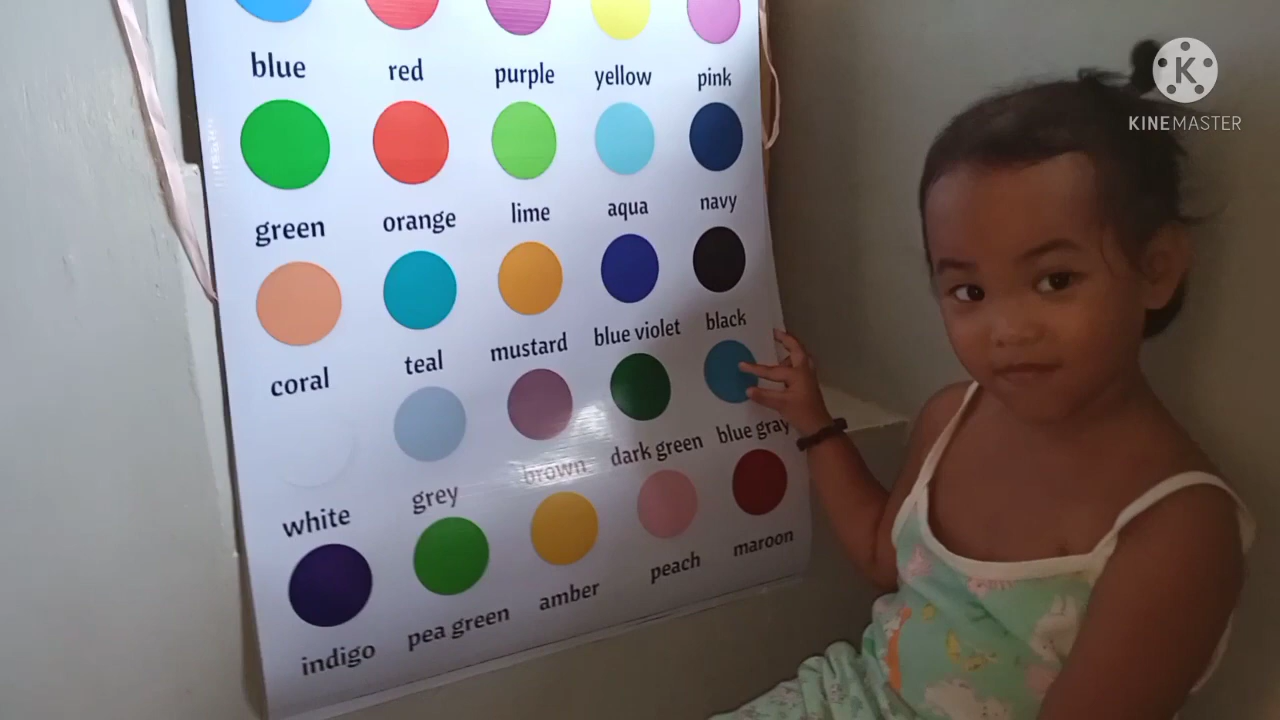 blue red purple yellow pink
green orange lime aqua navy
coral teal mustard blue violet black
white grey brown dark green blue gray
indigo pea green amber peach maroon
K
KINEMASTER